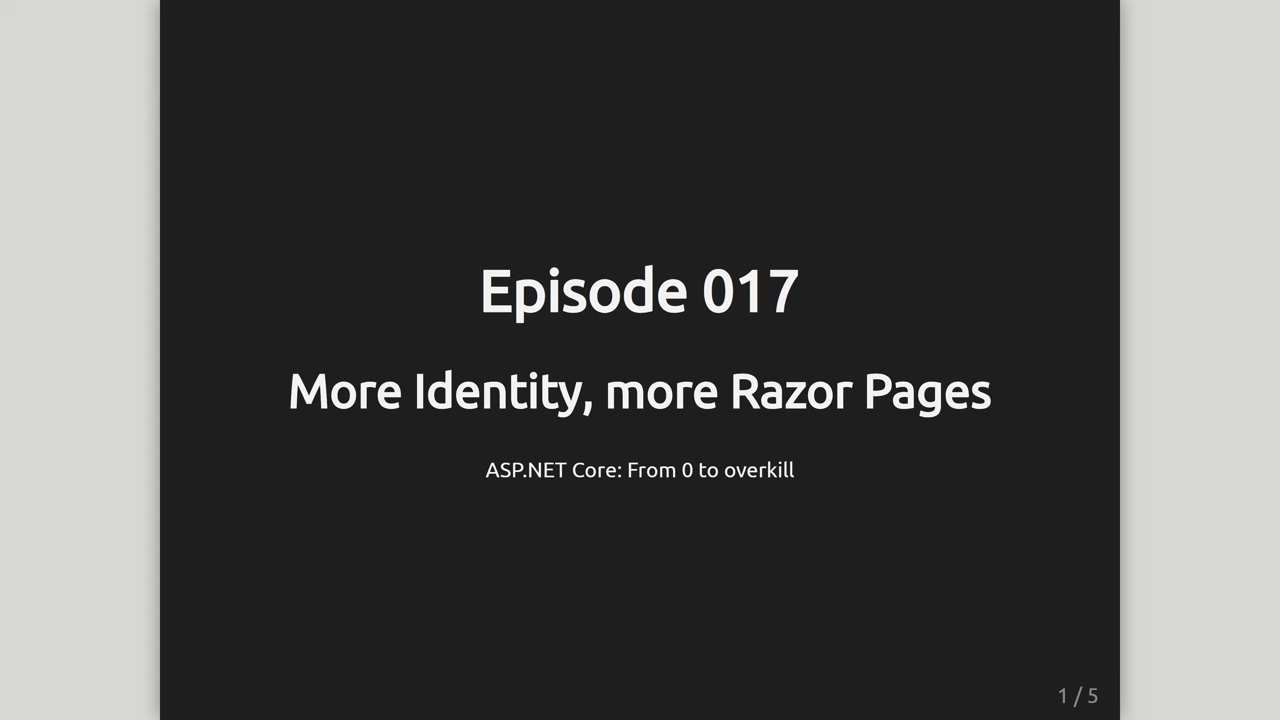 Episode 017
More Identity, more Razor Pages
ASP.NET Core: From 0 to overkill
1 / 5